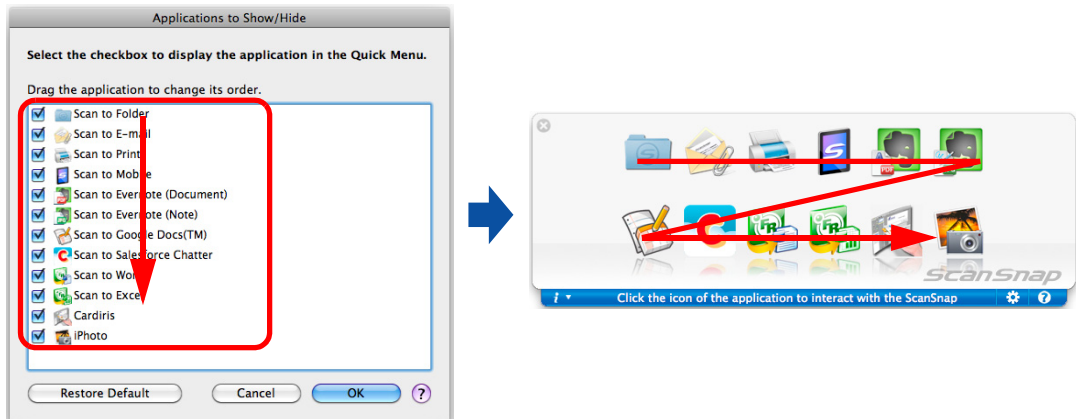 Applications to Show/Hide
Select the checkbox to display the application in the Quick Menu.
Drag the application to change its order.
Scan to Folder
Scan to E-mail
Scan to Print
Scan to Mobile
Scan to Evernote (Document)
Scan to Evernote (Note)
Scan to Google Docs(TM)
Scan to Salesforce Chatter
Scan to Word
Scan to Excel
Cardiris
iPhoto
Restore Default
Cancel
OK
?
S
PDF
C
FR
FR
ScanSnap
i
Click the icon of the application to interact with the ScanSnap
?